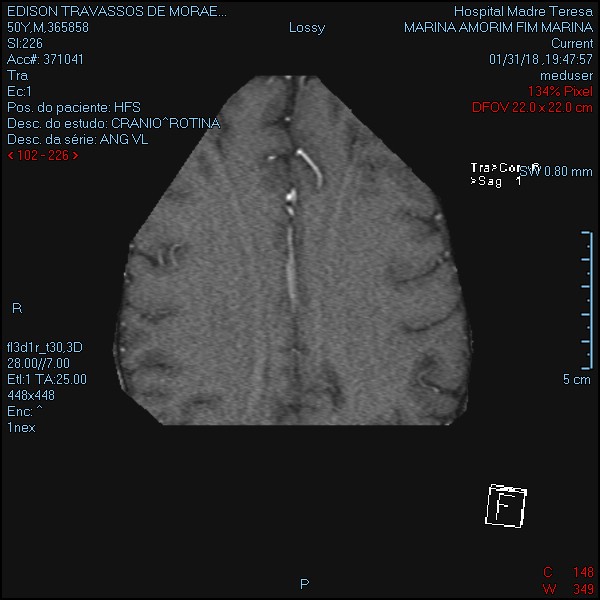 EDISON TRAVASSOS DE MORAE...
50Y,M,365858
SI:226
Acc#: 371041
Tra
Ec:1
Pos. do paciente: HFS
Desc. do estudo: CRANIO^ROTINA
Desc. da série: ANG VL
< 102 - 226 >
Lossy
Hospital Madre Teresa
MARINA AMORIM FIM MARINA
Current
01/31/18 ,19:47:57
meduser
134% Pixel
DFOV 22.0 x 22.0 cm
Tra>Cor
SW 0.80 mm
>Sag 1
R
fl3d1r_t30,3D
28.00//7.00
Etl:1 TA:25.00
448x448
Enc: ^
1nex
5 cm
F
P
C 148
W 349